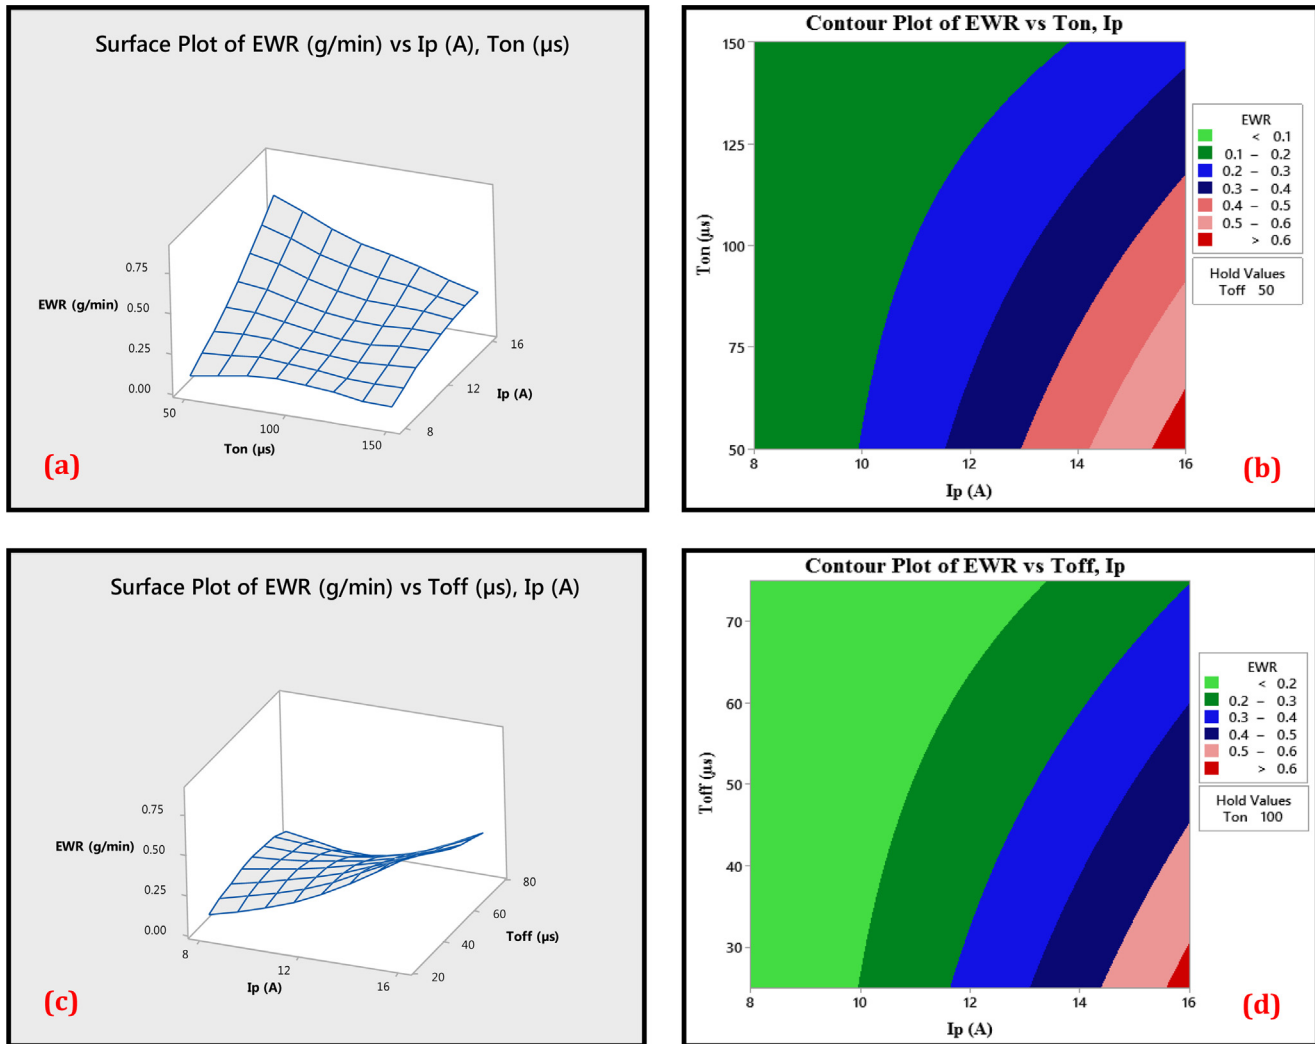 Surface Plot of EWR (g/min) vs Ip (A), Ton (µs)
0.75
EWR (g/min) 0.50
0.25
0.00
50
100
150
Ton (µs)
8
12
16
Ip (A)
(a)
Contour Plot of EWR vs Ton, Ip
150
125
100
75
50
Ton (µs)
8 10 12 14 16
Ip (A)
EWR
< 0.1
0.1 – 0.2
0.2 – 0.3
0.3 – 0.4
0.4 – 0.5
0.5 – 0.6
> 0.6
Hold Values
Toff 50
(b)
Surface Plot of EWR (g/min) vs Toff (µs), Ip (A)
0.75
EWR (g/min) 0.50
0.25
0.00
8
12
16
Ip (A)
20
40
60
80
Toff (µs)
(c)
Contour Plot of EWR vs Toff, Ip
70
60
50
40
30
Toff (µs)
8 10 12 14 16
Ip (A)
EWR
< 0.2
0.2 – 0.3
0.3 – 0.4
0.4 – 0.5
0.5 – 0.6
> 0.6
Hold Values
Ton 100
(d)